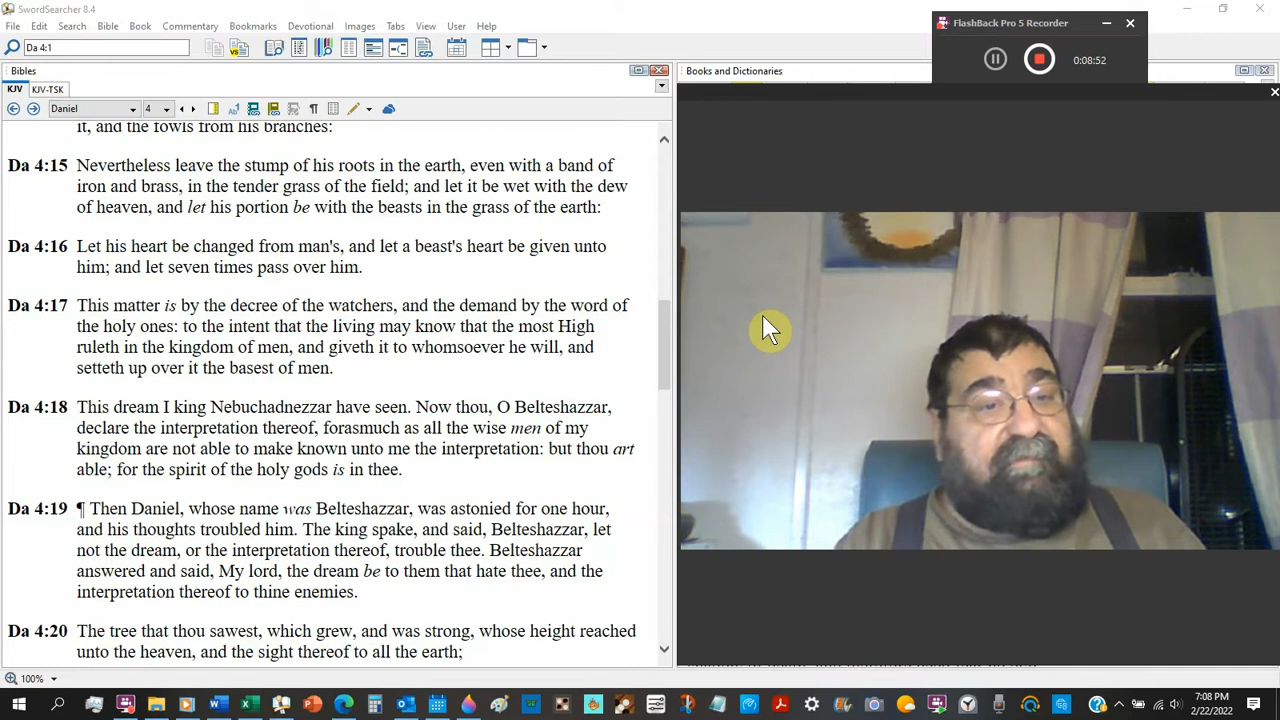 SwordSearcher 8.4
File Edit Search Bible Book Commentary Bookmarks Devotional Images Tabs View User Help
Da 4:1
FlashBack Pro 5 Recorder
0:08:52
Bibles
Books and Dictionaries
KJV KJV-TSK
Daniel 4
it, and the fowls from his branches:
Da 4:15 Nevertheless leave the stump of his roots in the earth, even with a band of
iron and brass, in the tender grass of the field; and let it be wet with the dew
of heaven, and let his portion be with the beasts in the grass of the earth:
Da 4:16 Let his heart be changed from man's, and let a beast's heart be given unto
him; and let seven times pass over him.
Da 4:17 This matter is by the decree of the watchers, and the demand by the word of
the holy ones: to the intent that the living may know that the most High
ruleth in the kingdom of men, and giveth it to whomsoever he will, and
setteth up over it the basest of men.
Da 4:18 This dream I king Nebuchadnezzar have seen. Now thou, O Belteshazzar,
declare the interpretation thereof, forasmuch as all the wise men of my
kingdom are not able to make known unto me the interpretation: but thou art
able; for the spirit of the holy gods is in thee.
Da 4:19 ¶ Then Daniel, whose name was Belteshazzar, was astonied for one hour,
and his thoughts troubled him. The king spake, and said, Belteshazzar, let
not the dream, or the interpretation thereof, trouble thee. Belteshazzar
answered and said, My lord, the dream be to them that hate thee, and the
interpretation thereof to thine enemies.
Da 4:20 The tree that thou sawest, which grew, and was strong, whose height reached
unto the heaven, and the sight thereof to all the earth;
100%
7:08 PM
2/22/2022